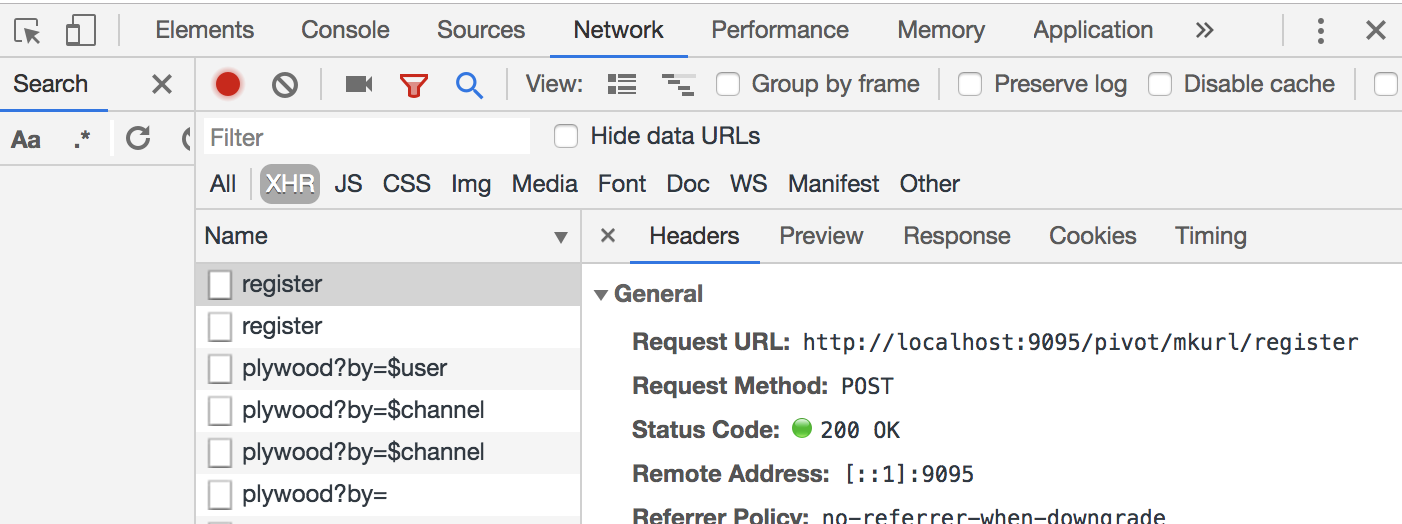 Elements Console Sources Network Performance Memory Application »
Search View: Group by frame Preserve log Disable cache
Aa .* Filter Hide data URLs
All XHR JS CSS Img Media Font Doc WS Manifest Other
Name
register
register
plywood?by=$user
plywood?by=$channel
plywood?by=$channel
plywood?by=
Headers Preview Response Cookies Timing
General
Request URL: http://localhost:9095/pivot/mkurl/register
Request Method: POST
Status Code: 200 OK
Remote Address: [::1]:9095
Referrer Policy: no-referrer-when-downgrade